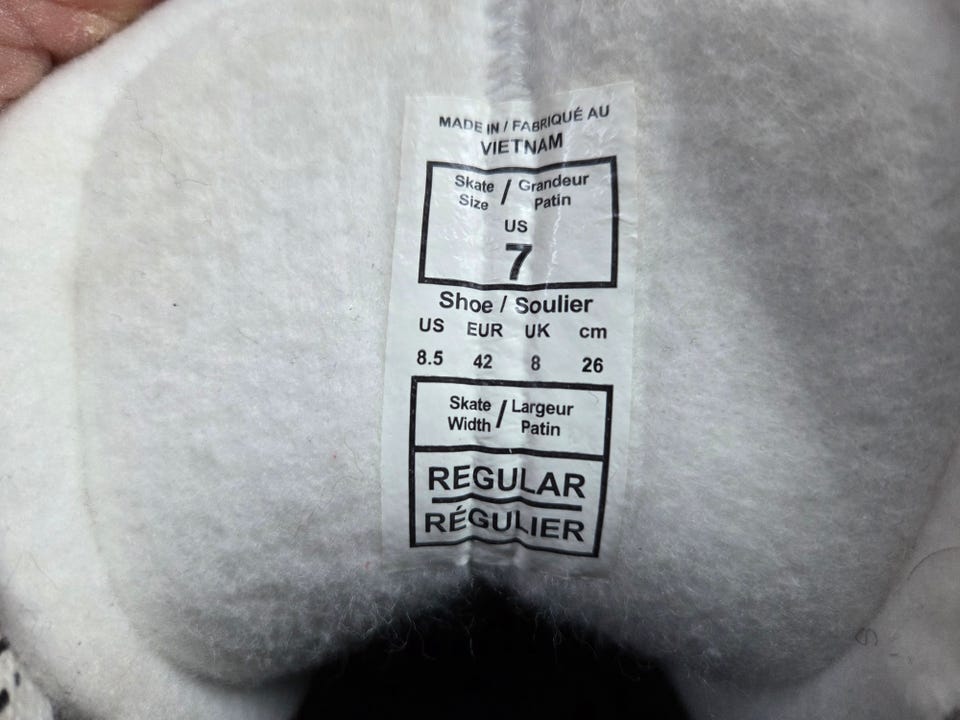 MADE IN / FABRIQUÉ AU
VIETNAM
Skate Size / Grandeur Patin
US
7
Shoe / Soulier
US EUR UK cm
8.5 42 8 26
Skate Width / Largeur Patin
REGULAR
RÉGULIER